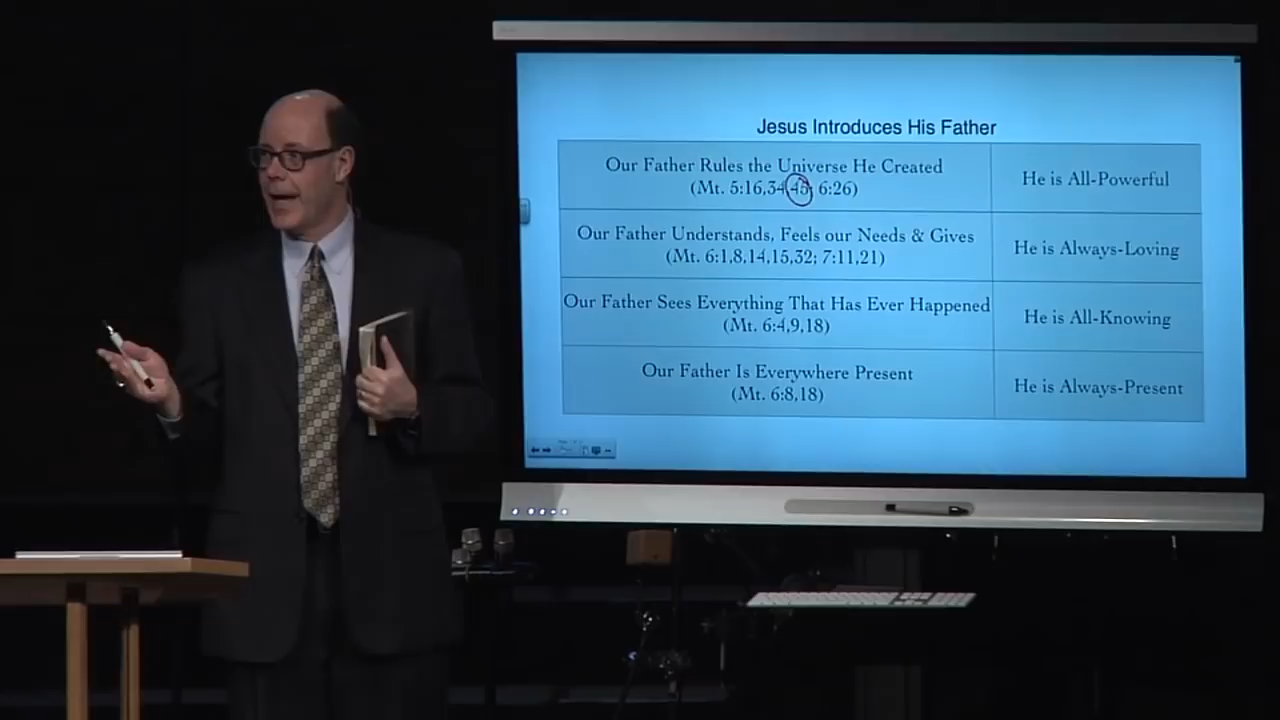 Jesus Introduces His Father
Our Father Rules the Universe He Created
(Mt. 5:16,34,45; 6:26)
He is All-Powerful
Our Father Understands, Feels our Needs & Gives
(Mt. 6:1,8,14,15,32; 7:11,21)
He is Always-Loving
Our Father Sees Everything That Has Ever Happened
(Mt. 6:4,9,18)
He is All-Knowing
Our Father Is Everywhere Present
(Mt. 6:8,18)
He is Always-Present